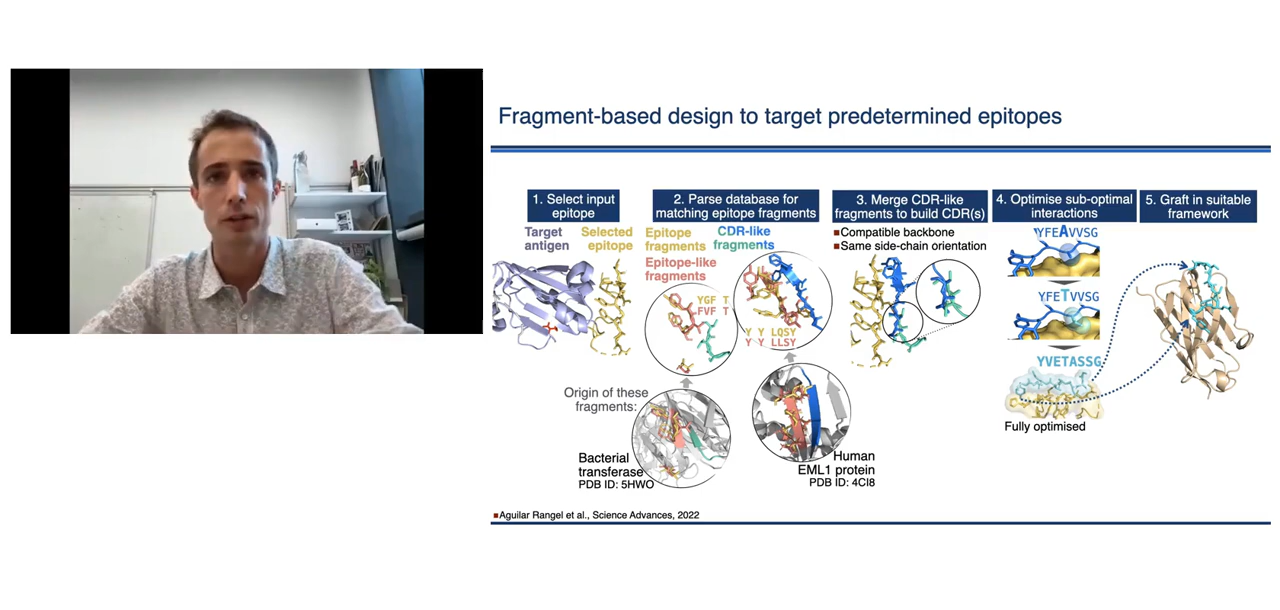 Fragment-based design to target predetermined epitopes
1. Select input
epitope
Target
antigen
Selected
epitope
2. Parse database for
matching epitope fragments
Epitope
fragments
CDR-like
fragments
Epitope-like
fragments
YGF T
FVF T
Y Y LQSY
Y Y LLSY
Origin of these
fragments:
Bacterial
transferase
PDB ID: 5HWO
Human
EML1 protein
PDB ID: 4CI8
3. Merge CDR-like
fragments to build CDR(s)
Compatible backbone
Same side-chain orientation
4. Optimise sub-optimal
interactions
YFEAVVSG
YFETVVSG
YVETASSG
Fully optimised
5. Graft in suitable
framework
Aguilar Rangel et al., Science Advances, 2022